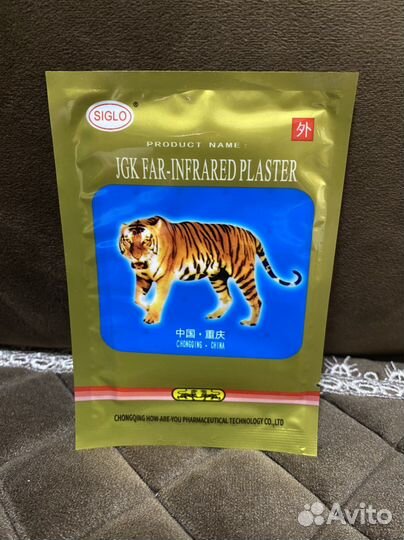 SIGLO
®
外
PRODUCT NAME:
JGK FAR-INFRARED PLASTER
中国·重庆
CHONGQING · CHINA
CHONGQING HOW-ARE-YOU PHARMACEUTICAL TECHNOLOGY CO.,LTD
Avito